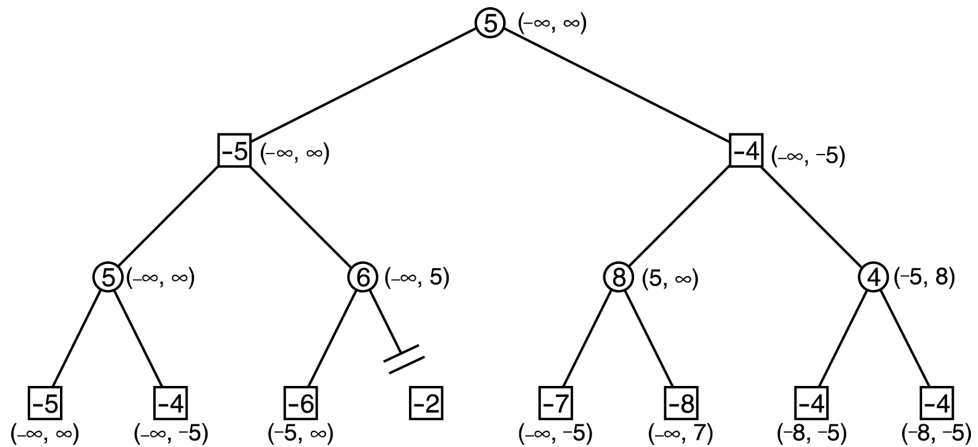 5 (-∞, ∞)
-5 (-∞, ∞) -4 (-∞, -5)
5 (-∞, ∞) 6 (-∞, 5) 8 (5, ∞) 4 (-5, 8)
-5 -4 -6 -2 -7 -8 -4 -4
(-∞, ∞) (-∞, -5) (-5, ∞) (-∞, -5) (-∞, 7) (-8, -5) (-8, -5)